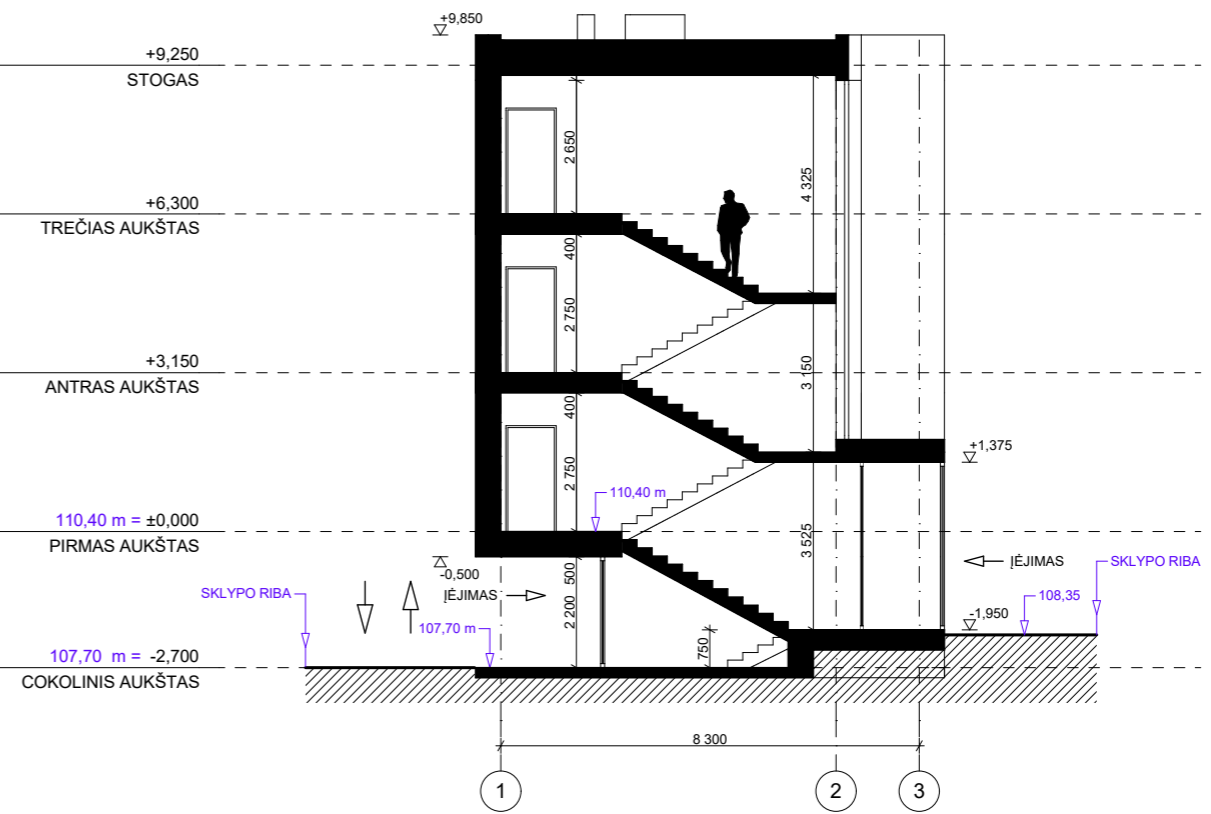 +9,850
+9,250
STOGAS
2 650
4 325
+6,300
TREČIAS AUKŠTAS
400
2 750
3 150
+3,150
ANTRAS AUKŠTAS
400
2 750
+1,375
110,40 m
110,40 m = ±0,000
PIRMAS AUKŠTAS
3 525
-0,500
500
2 200
SKLYPO RIBA
ĮĖJIMAS
ĮĖJIMAS
SKLYPO RIBA
108,35
-1,950
107,70 m
750
107,70 m = -2,700
COKOLINIS AUKŠTAS
8 300
1
2
3